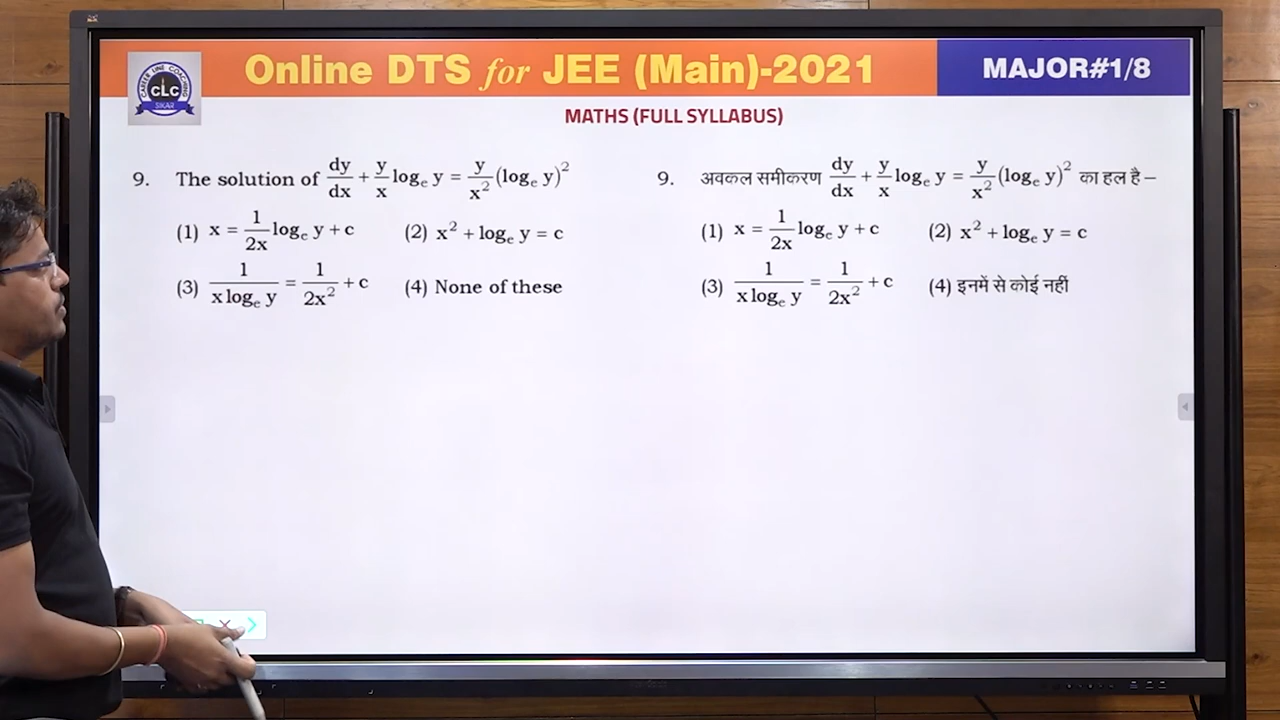 CAREER LINE COACHING
CLC
SIKAR
Online DTS for JEE (Main)-2021
MAJOR#1/8
MATHS (FULL SYLLABUS)
9. The solution of dy/dx + y/x logₑ y = y/x² (logₑ y)²
(1) x = 1/2x logₑ y + c (2) x² + logₑ y = c
(3) 1/(x logₑ y) = 1/2x² + c (4) None of these
9. अवकल समीकरण dy/dx + y/x logₑ y = y/x² (logₑ y)² का हल है –
(1) x = 1/2x logₑ y + c (2) x² + logₑ y = c
(3) 1/(x logₑ y) = 1/2x² + c (4) इनमें से कोई नहीं